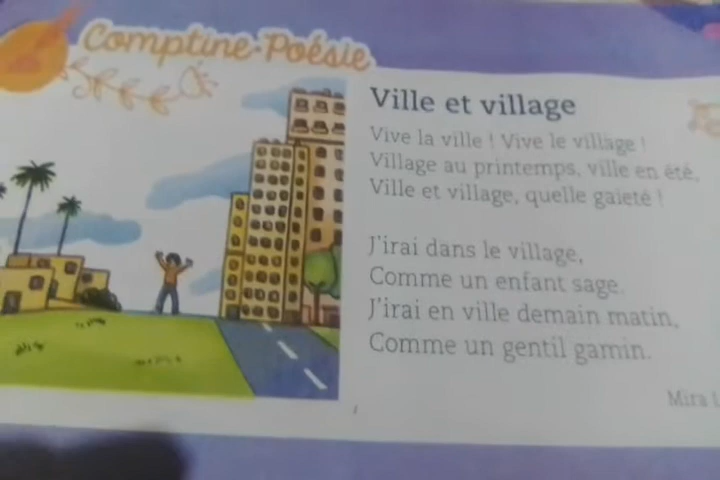 Comptine-Poésie
Ville et village
Vive la ville ! Vive le village !
Village au printemps, ville en été,
Ville et village, quelle gaieté !
J'irai dans le village,
Comme un enfant sage.
J'irai en ville demain matin,
Comme un gentil gamin.
Mira